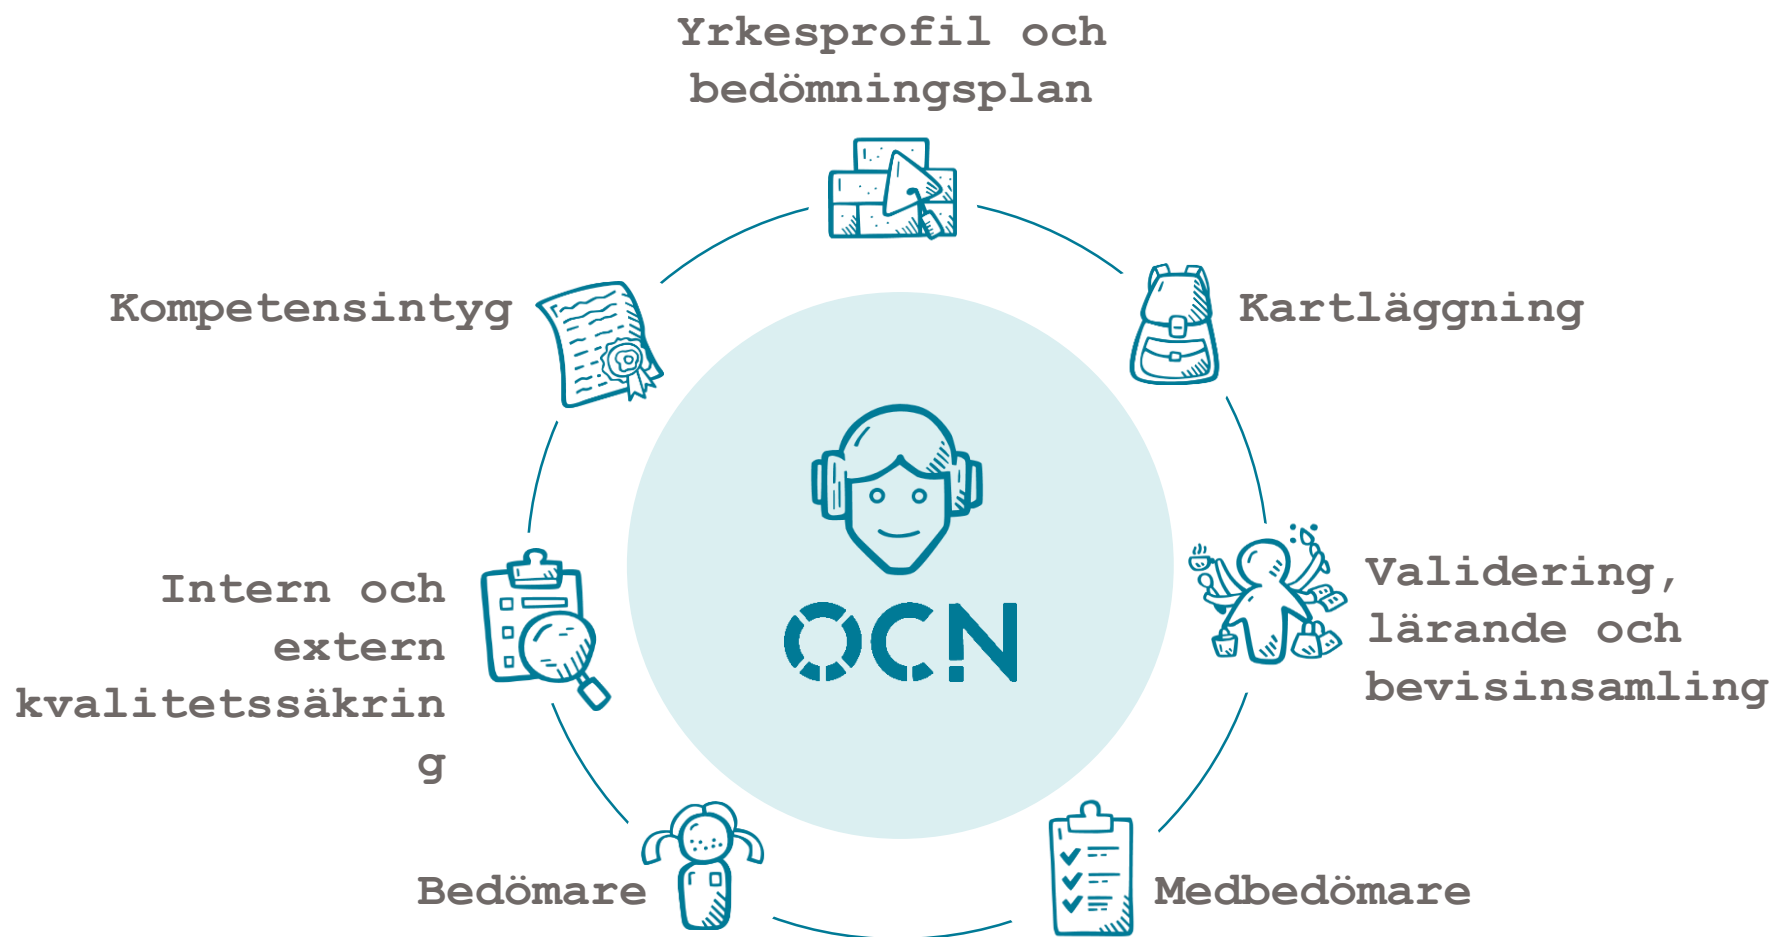 Yrkesprofil och
bedömningsplan
Kompetensintyg
Kartläggning
Intern och
extern
kvalitetssäkrin
g
Validering,
lärande och
bevisinsamling
OCN
Bedömare
Medbedömare